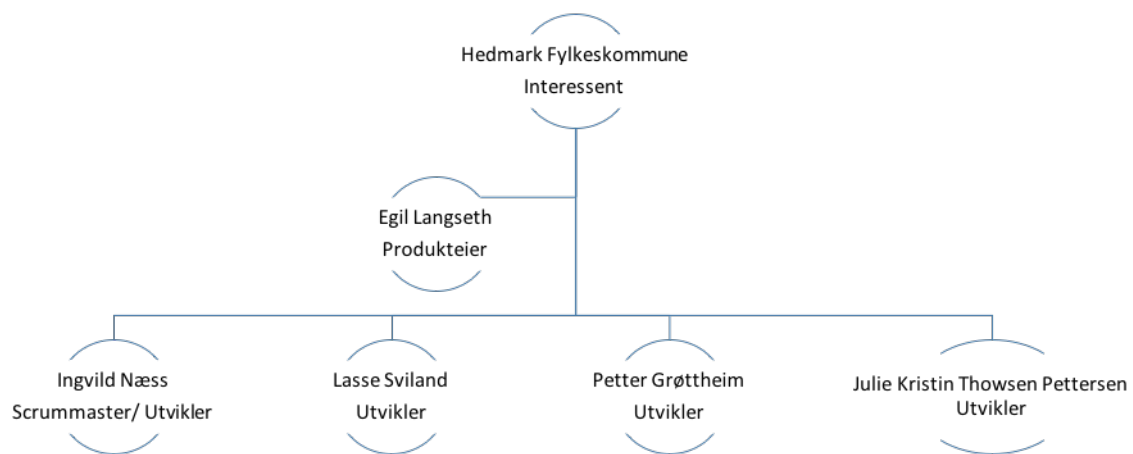 Hedmark Fylkeskommune
Interessent
Egil Langseth
Produkteier
Ingvild Næss
Scrummaster/ Utvikler
Lasse Sviland
Utvikler
Petter Grøttheim
Utvikler
Julie Kristin Thowsen Pettersen
Utvikler